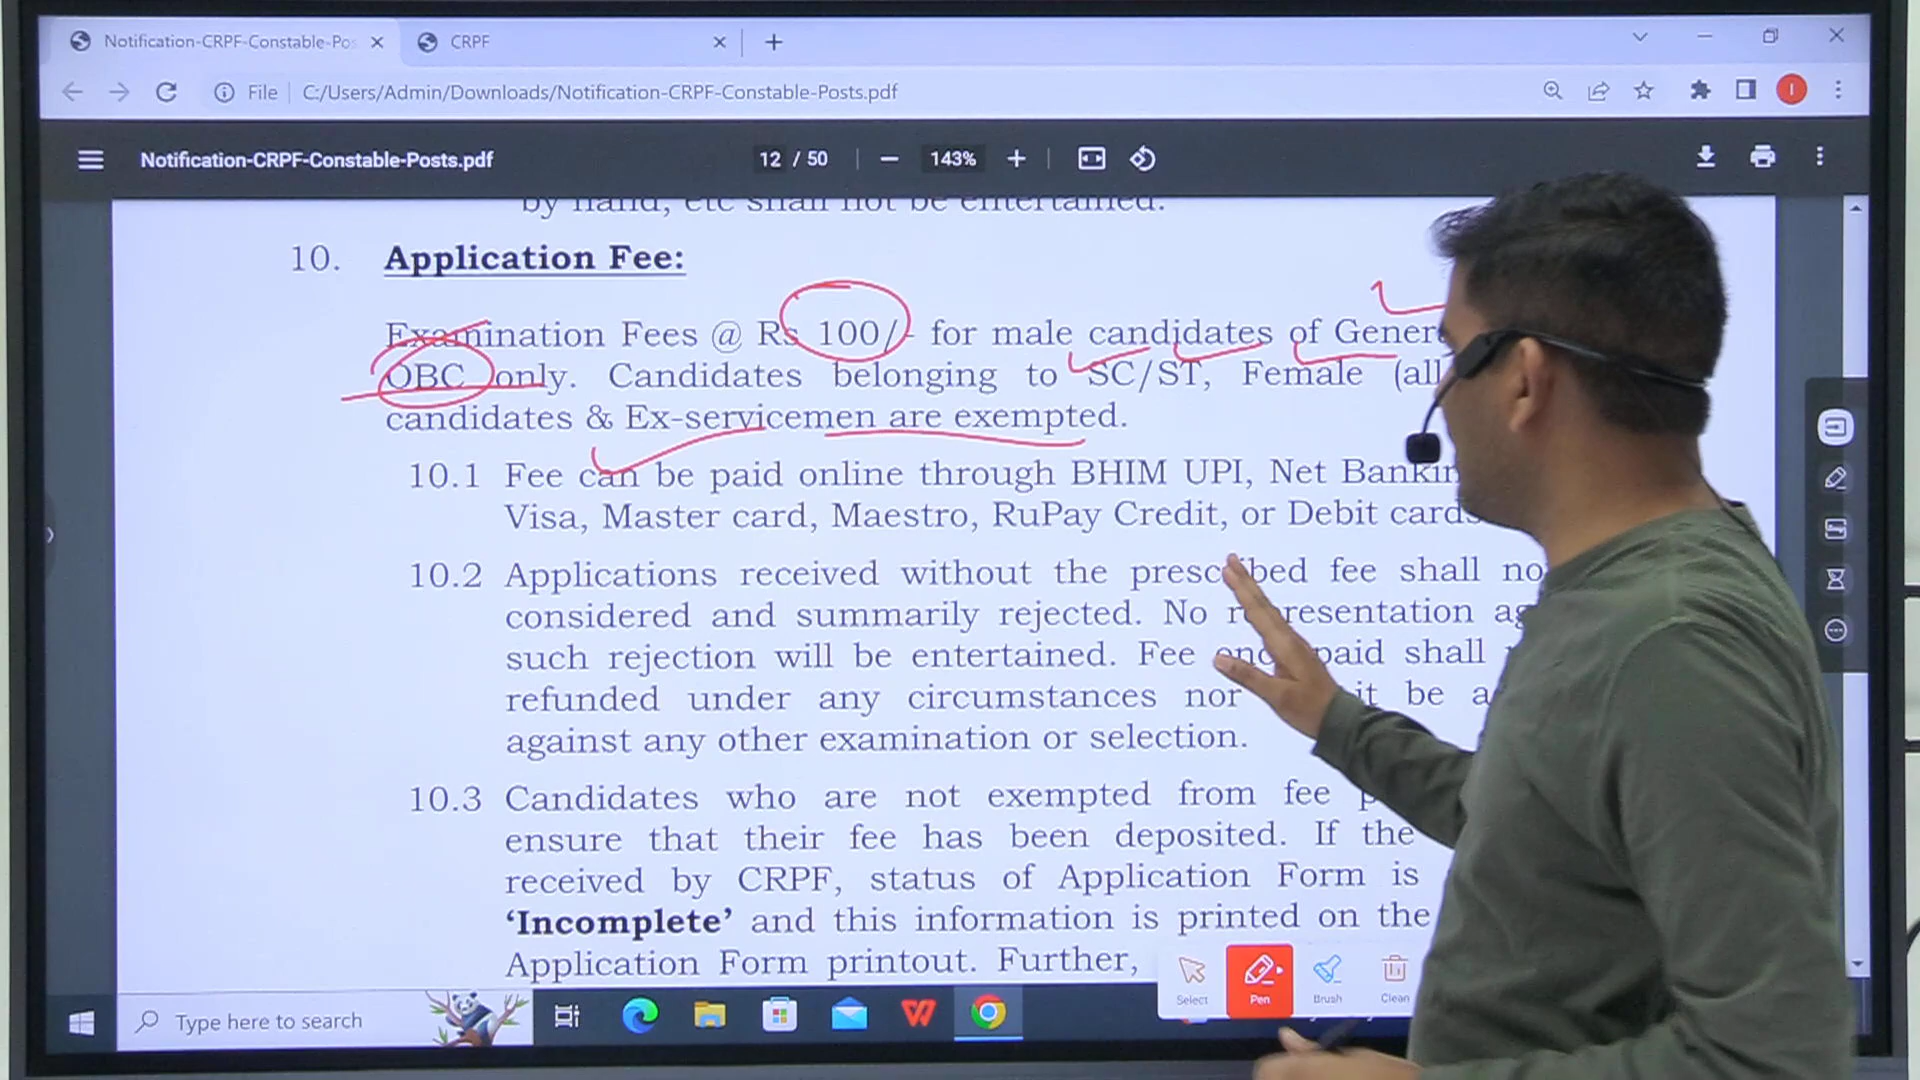 Notification-CRPF-Constable-Pos
CRPF
File
C:/Users/Admin/Downloads/Notification-CRPF-Constable-Posts.pdf
Notification-CRPF-Constable-Posts.pdf
12 / 50
143%
by hand, etc shall not be entertained.
10. Application Fee:
Examination Fees @ Rs 100/- for male candidates of Gener
OBC only. Candidates belonging to SC/ST, Female (all
candidates & Ex-servicemen are exempted.
10.1 Fee can be paid online through BHIM UPI, Net Bankin
Visa, Master card, Maestro, RuPay Credit, or Debit cards
10.2 Applications received without the prescribed fee shall no
considered and summarily rejected. No representation ag
such rejection will be entertained. Fee once paid shall
refunded under any circumstances nor it be a
against any other examination or selection.
10.3 Candidates who are not exempted from fee p
ensure that their fee has been deposited. If the
received by CRPF, status of Application Form is
‘Incomplete’ and this information is printed on the
Application Form printout. Further,
Select
Pen
Brush
Clean
Type here to search